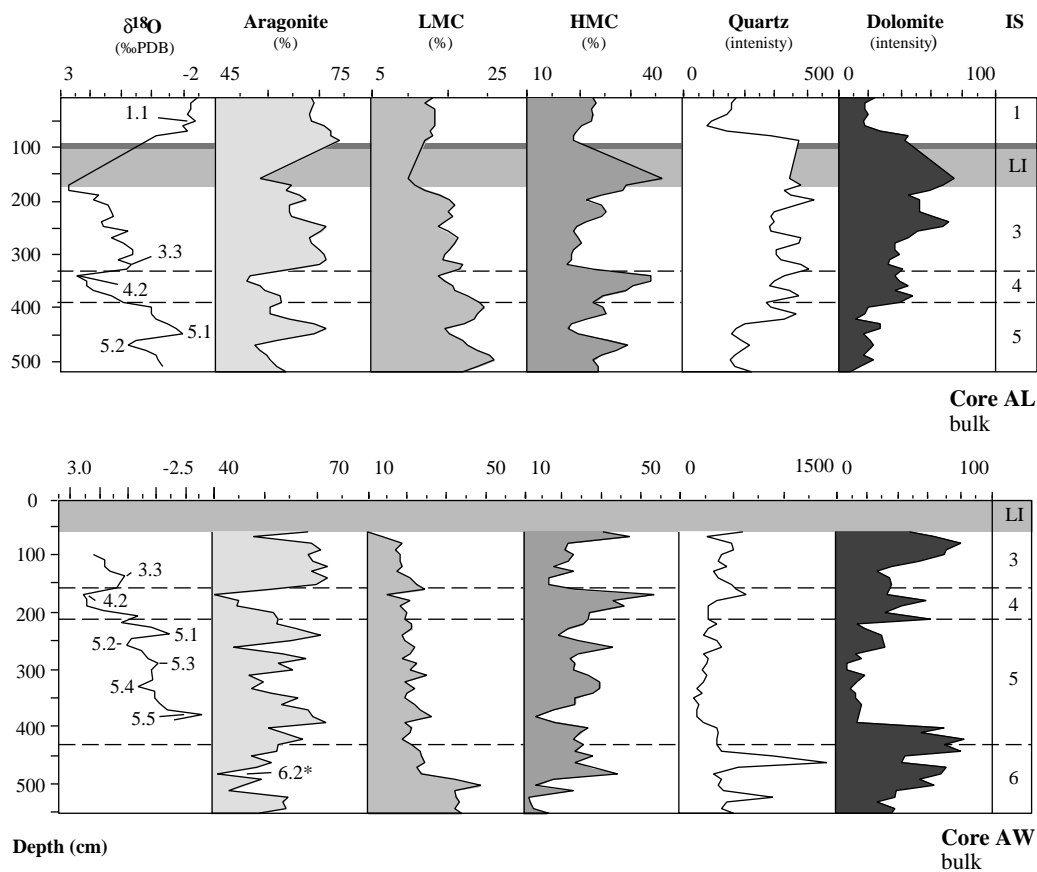 δ18O Aragonite LMC HMC Quartz Dolomite IS
(‰PDB) (%) (%) (%) (intenisty) (intensity)
3 -2 45 75 5 25 10 40 0 500 0 100
1.1 1
100
LI
200
3
3.3
300
4.2 4
400
5.1
5.2 5
500
Core AL
bulk
3.0 -2.5 40 70 10 50 10 50 0 1500 0 100
0 LI
100 3
3.3
4.2 4
200
5.1
5.2
5.3
300
5.4 5
5.5
400
6.2* 6
500
Depth (cm) Core AW
bulk